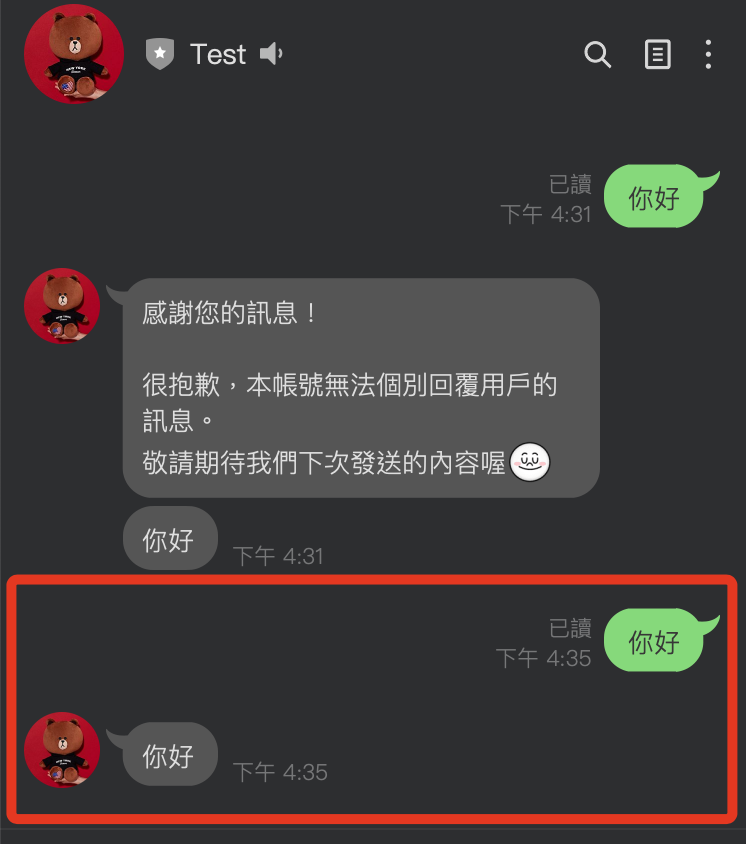 Test
已讀
下午 4:31
你好
感謝您的訊息！
很抱歉，本帳號無法個別回覆用戶的
訊息。
敬請期待我們下次發送的內容喔
你好
下午 4:31
已讀
下午 4:35
你好
你好
下午 4:35